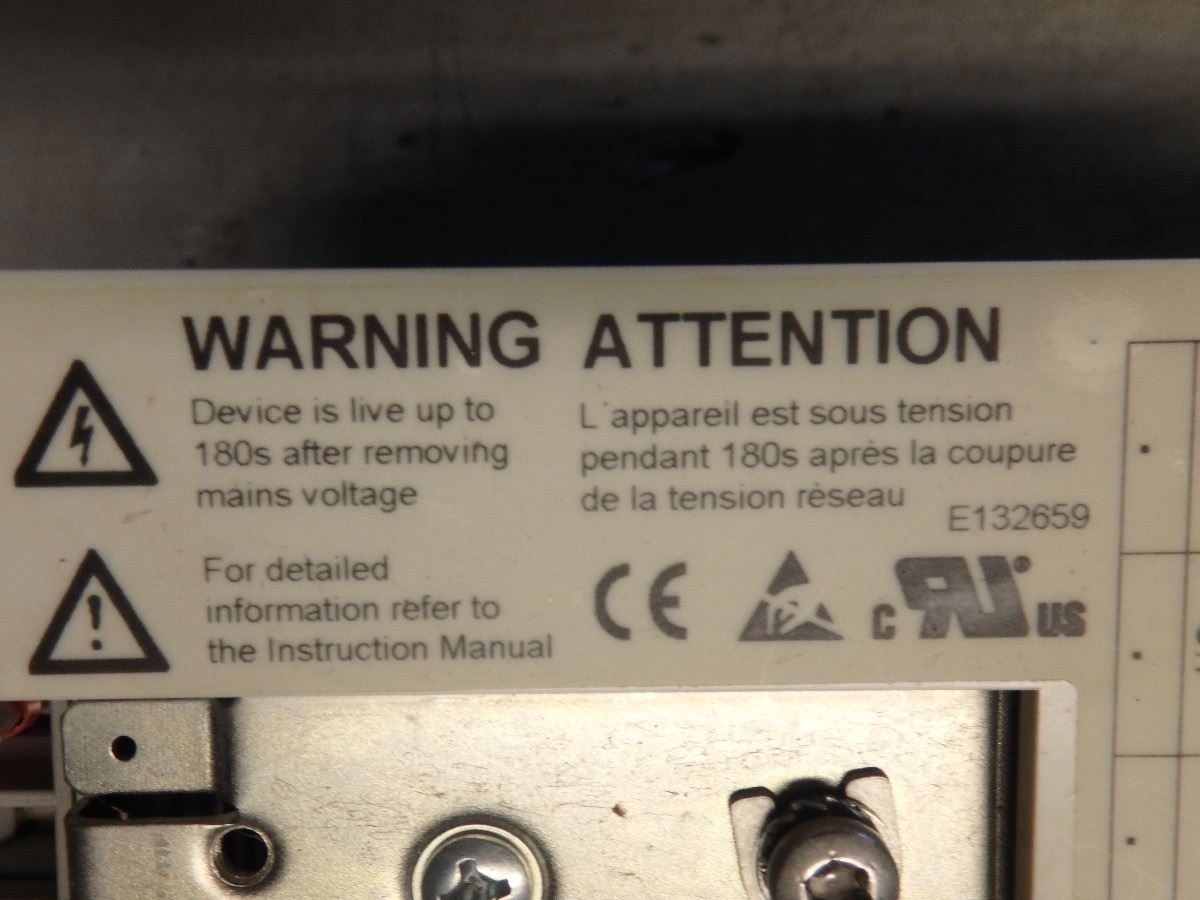 WARNING
Device is live up to
180s after removing
mains voltage
For detailed
information refer to
the Instruction Manual
ATTENTION
L'appareil est sous tension
pendant 180s après la coupure
de la tension rèseau
E132659
CE
c RU US